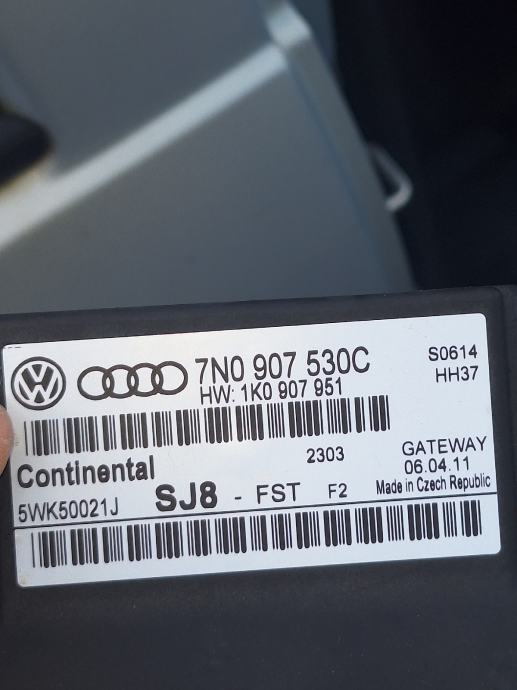 7N0 907 530C
HW: 1K0 907 951
S0614
HH37
Continental
2303
GATEWAY
06.04.11
5WK50021J
SJ8 - FST F2
Made in Czech Republic